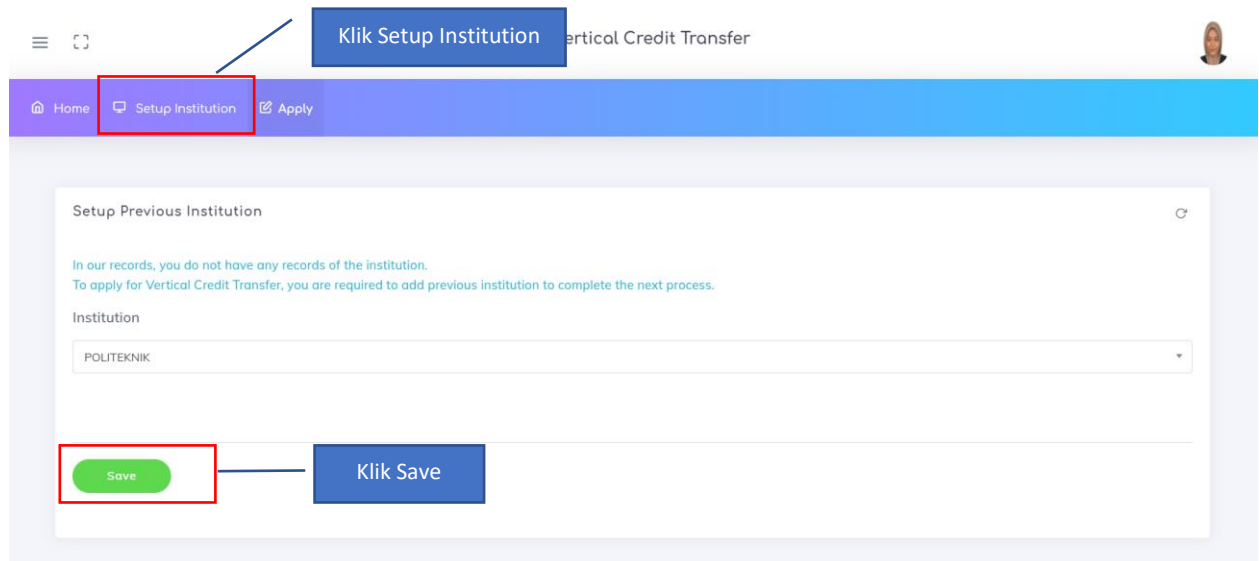 Klik Setup Institution
ertical Credit Transfer
Home Setup Institution Apply
Setup Previous Institution
In our records, you do not have any records of the institution.
To apply for Vertical Credit Transfer, you are required to add previous institution to complete the next process.
Institution
POLITEKNIK
Save
Klik Save